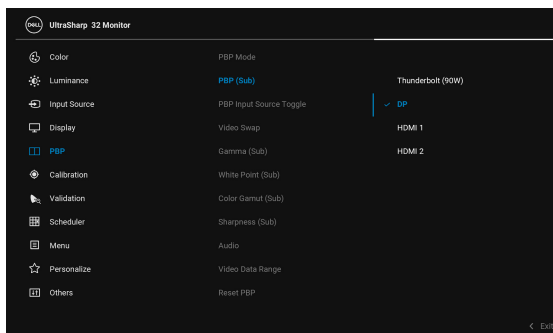 DELL UltraSharp 32 Monitor
Color
PBP Mode
Luminance
PBP (Sub)
Thunderbolt (90W)
Input Source
PBP Input Source Toggle
DP
Display
Video Swap
HDMI 1
PBP
Gamma (Sub)
HDMI 2
Calibration
White Point (Sub)
Validation
Color Gamut (Sub)
Scheduler
Sharpness (Sub)
Menu
Audio
Personalize
Video Data Range
Others
Reset PBP
Exit